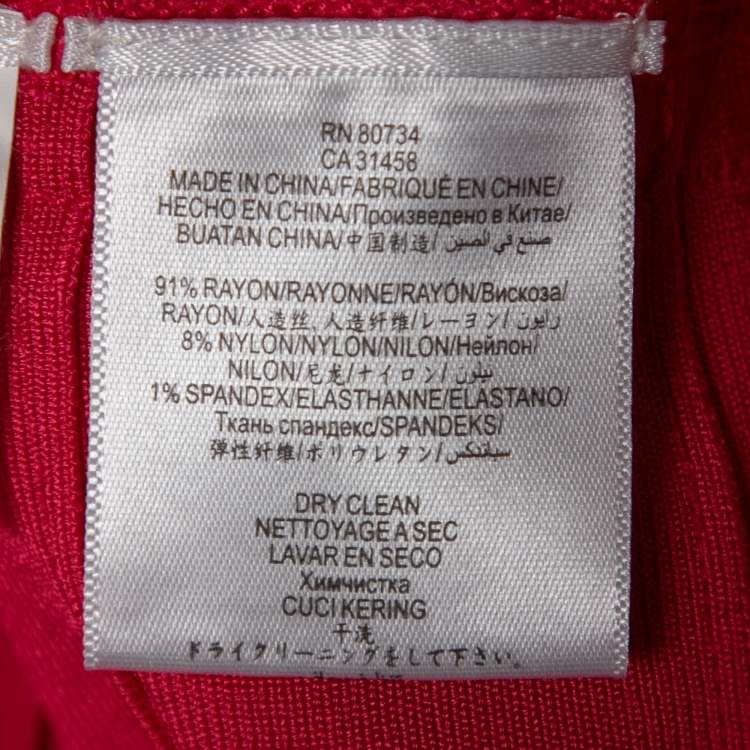 RN 80734
CA 31458
MADE IN CHINA/FABRIQUÉ EN CHINE/
HECHO EN CHINA/Произведено в Китае/
BUATAN CHINA/中国制造/ صنع في الصين
91% RAYON/RAYONNE/RAYÓN/Вискоза/
RAYON/人造丝, 人造纤维/レーヨン/ رايون/
8% NYLON/NYLON/NILON/Нейлон/
NILON/尼龙/ナイロン/ نيلون/
1% SPANDEX/ELASTHANNE/ELASTANO/
Ткань спандекс/SPANDEKS/
弹性纤维/ポリウレタン/ سبانتكس
DRY CLEAN
NETTOYAGE A SEC
LAVAR EN SECO
Химчистка
CUCI KERING
干洗
ドライクリーニングをして下さい。